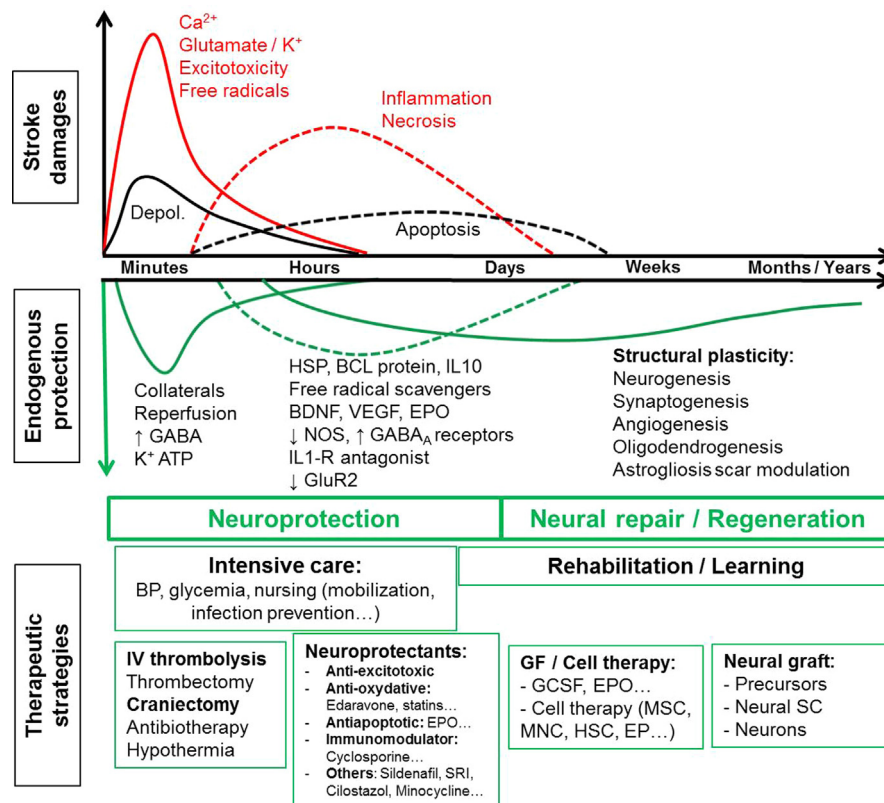 Stroke
damages
Ca²⁺
Glutamate / K⁺
Excitotoxicity
Free radicals
Inflammation
Necrosis
Depol.
Apoptosis
Minutes
Hours
Days
Weeks
Months / Years
Endogenous
protection
Collaterals
Reperfusion
↑ GABA
K⁺ ATP
HSP, BCL protein, IL10
Free radical scavengers
BDNF, VEGF, EPO
↓ NOS, ↑ GABA_A receptors
IL1-R antagonist
↓ GluR2
Structural plasticity:
Neurogenesis
Synaptogenesis
Angiogenesis
Oligodendrogenesis
Astrogliosis scar modulation
Neuroprotection
Neural repair / Regeneration
Therapeutic
strategies
Intensive care:
BP, glycemia, nursing (mobilization,
infection prevention…)
Rehabilitation / Learning
IV thrombolysis
Thrombectomy
Craniectomy
Antibiotherapy
Hypothermia
Neuroprotectants:
- Anti-excitotoxic
- Anti-oxydative:
Edaravone, statins…
- Antiapoptotic: EPO…
- Immunomodulator:
Cyclosporine…
- Others: Sildenafil, SRI,
Cilostazol, Minocycline…
GF / Cell therapy:
- GCSF, EPO…
- Cell therapy (MSC,
MNC, HSC, EP…)
Neural graft:
- Precursors
- Neural SC
- Neurons